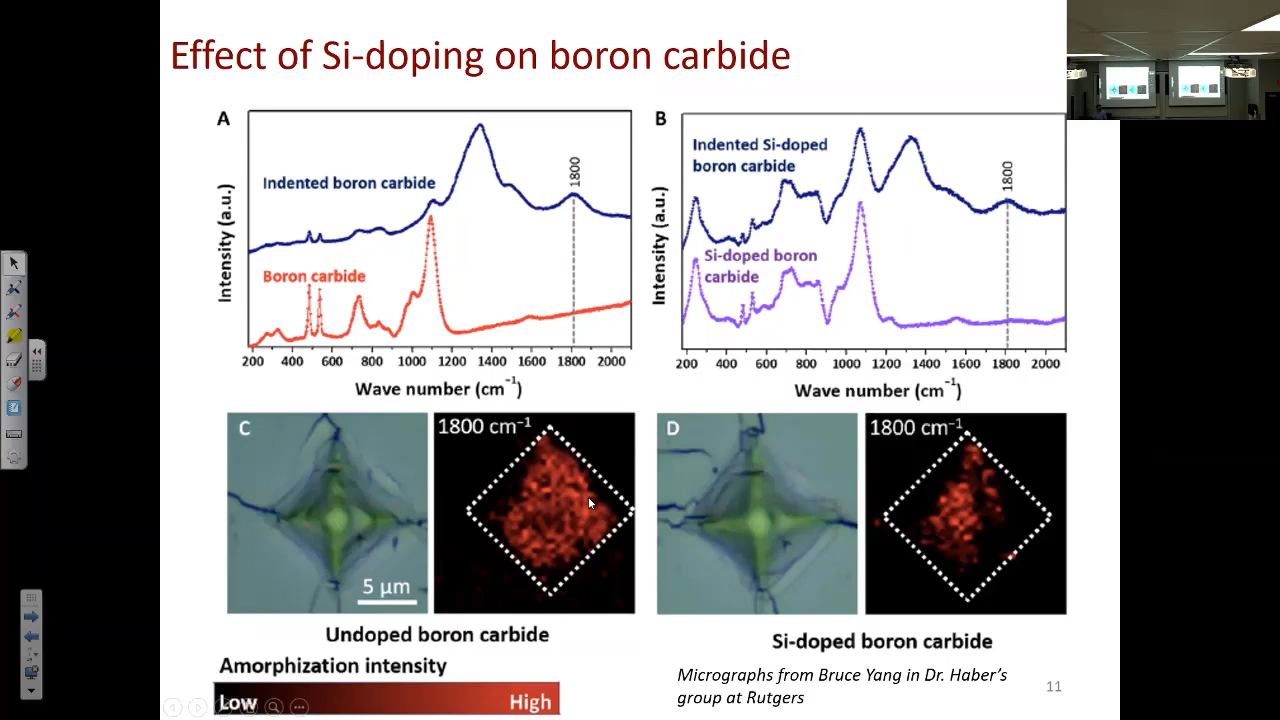 Effect of Si-doping on boron carbide
A
Intensity (a.u.)
Indented boron carbide
Boron carbide
1800
200 400 600 800 1000 1200 1400 1600 1800 2000
Wave number (cm⁻¹)
B
Intensity (a.u.)
Indented Si-doped
boron carbide
Si-doped boron
carbide
1800
200 400 600 800 1000 1200 1400 1600 1800 2000
Wave number (cm⁻¹)
C
5 μm
1800 cm⁻¹
D
1800 cm⁻¹
Undoped boron carbide
Si-doped boron carbide
Amorphization intensity
Low High
Micrographs from Bruce Yang in Dr. Haber’s
group at Rutgers
11